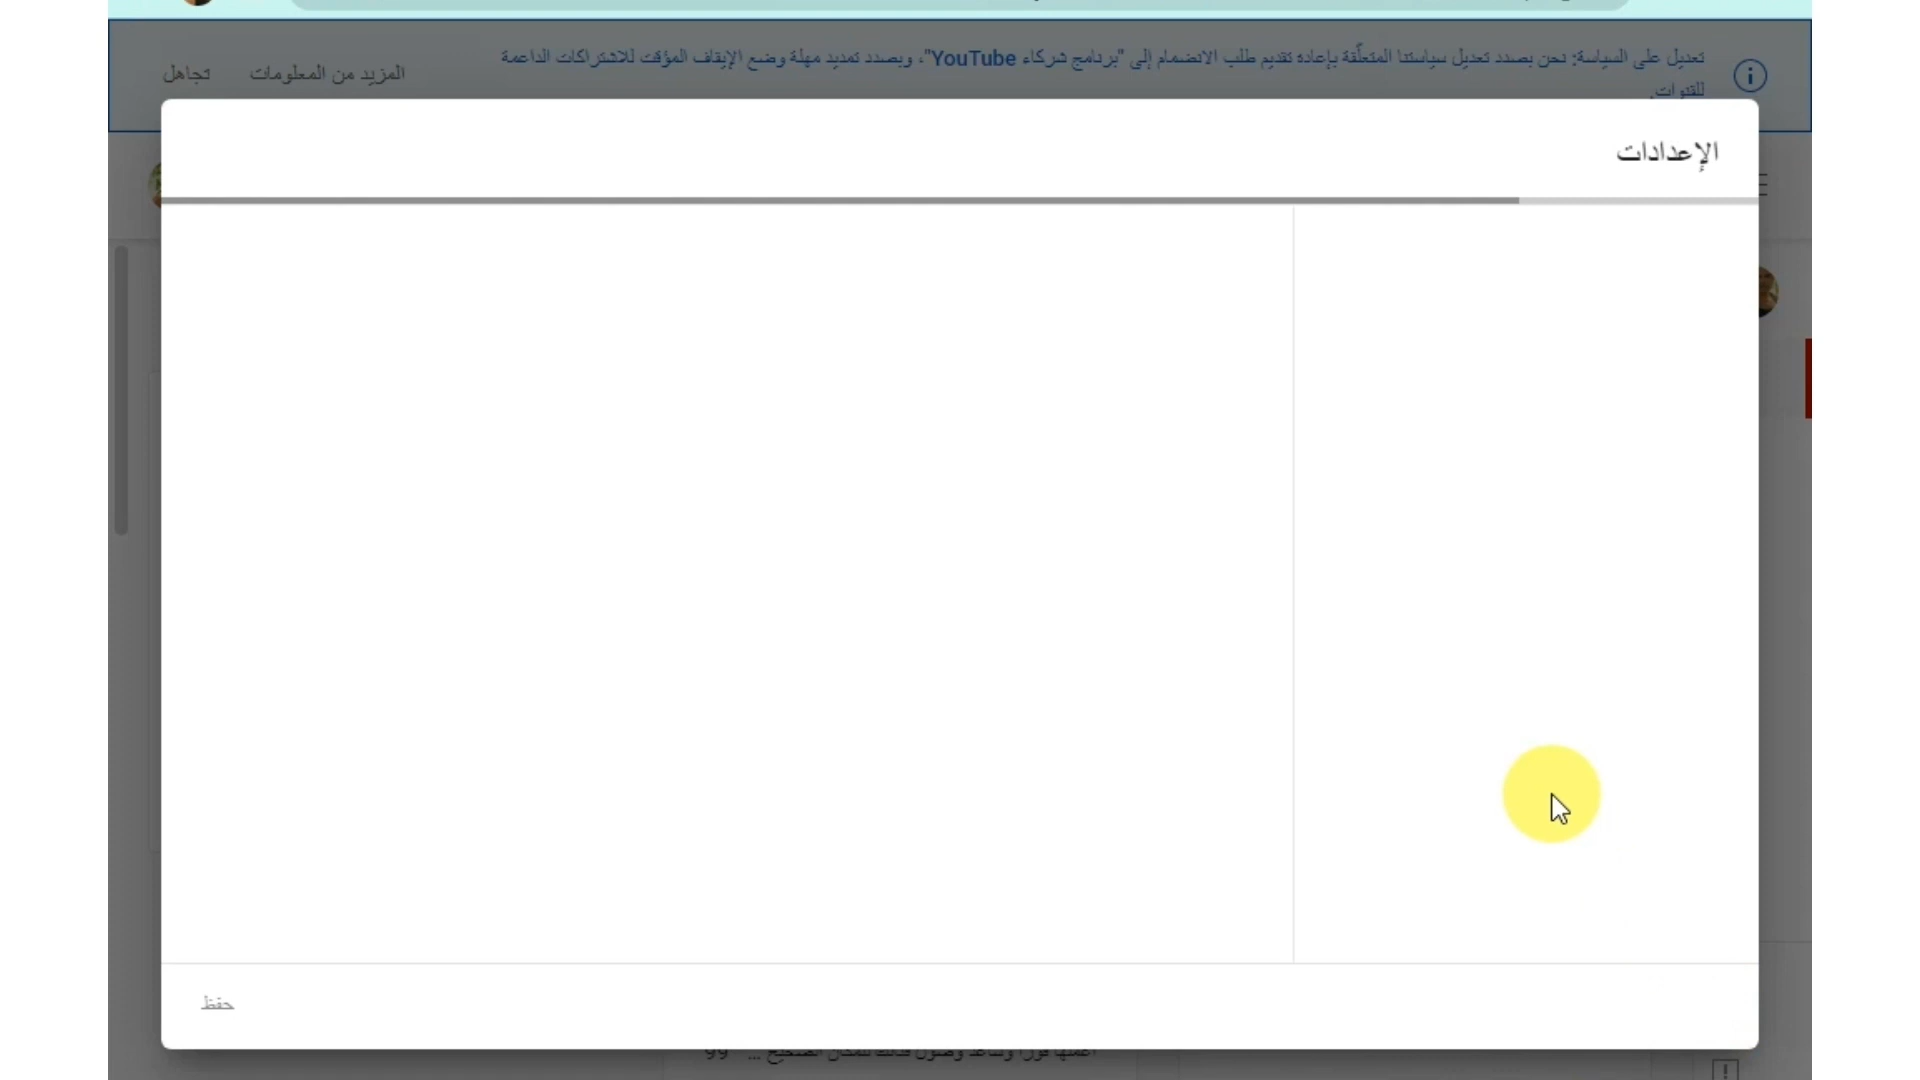 تعديل على السياسة: نحن بصدد تعديل سياستنا المتعلّقة بإعادة تقديم طلب الانضمام إلى "برنامج شركاء YouTube"، وبصدد تمديد مهلة وضع الإيقاف المؤقت للاشتراكات الداعمة
للقنوات.
المزيد من المعلومات
تجاهل
الإعدادات
حفظ